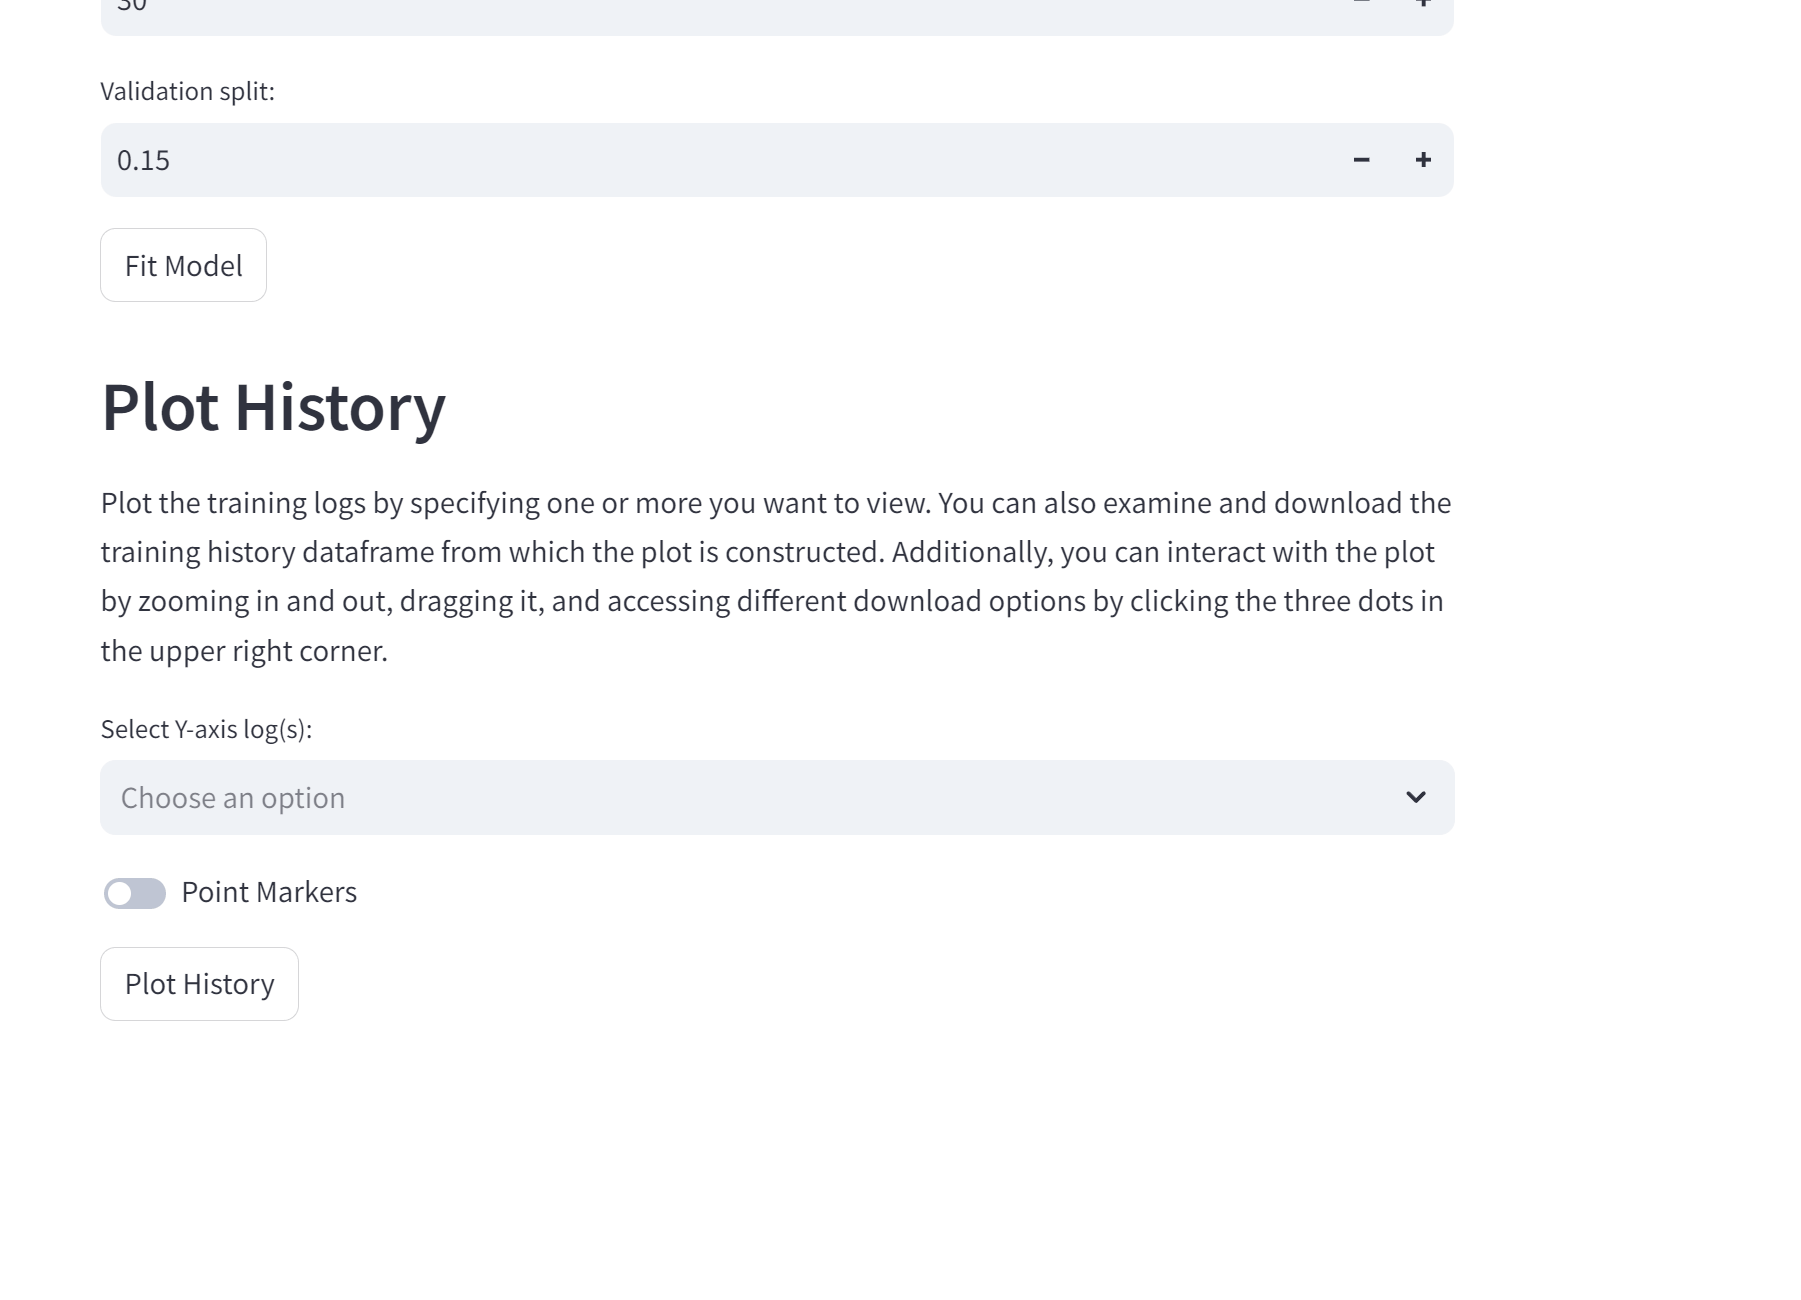 30
Validation split:
0.15
Fit Model
Plot History
Plot the training logs by specifying one or more you want to view. You can also examine and download the
training history dataframe from which the plot is constructed. Additionally, you can interact with the plot
by zooming in and out, dragging it, and accessing different download options by clicking the three dots in
the upper right corner.
Select Y-axis log(s):
Choose an option
Point Markers
Plot History